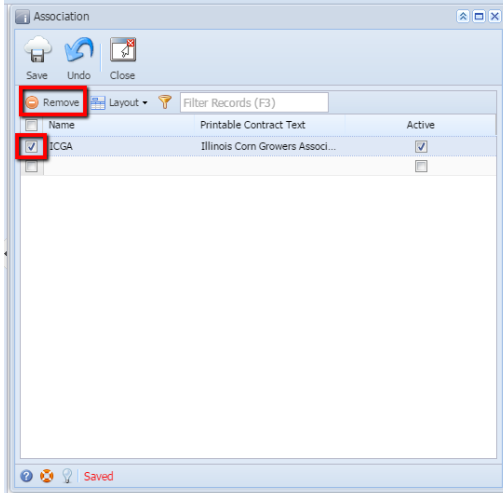 Association
Save Undo Close
Remove Layout Filter Records (F3)
Name Printable Contract Text Active
ICGA Illinois Corn Growers Associ...
Saved